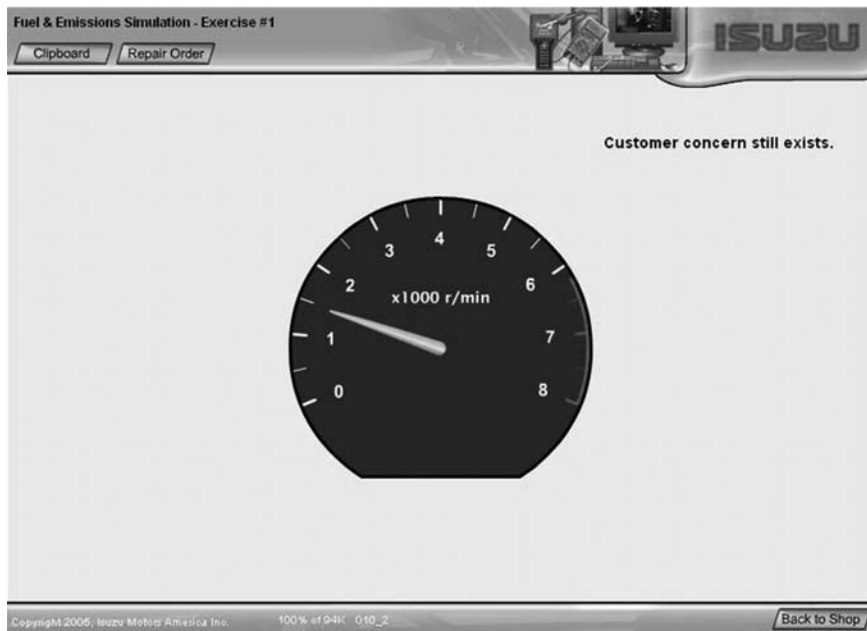 Fuel & Emissions Simulation - Exercise #1
Clipboard
Repair Order
ISUZU
Customer concern still exists.
4
3
5
2
6
x1000 r/min
1
7
0
8
Copyright 2005, Isuzu Motors America Inc.
100% of 94K 010_2
Back to Shop